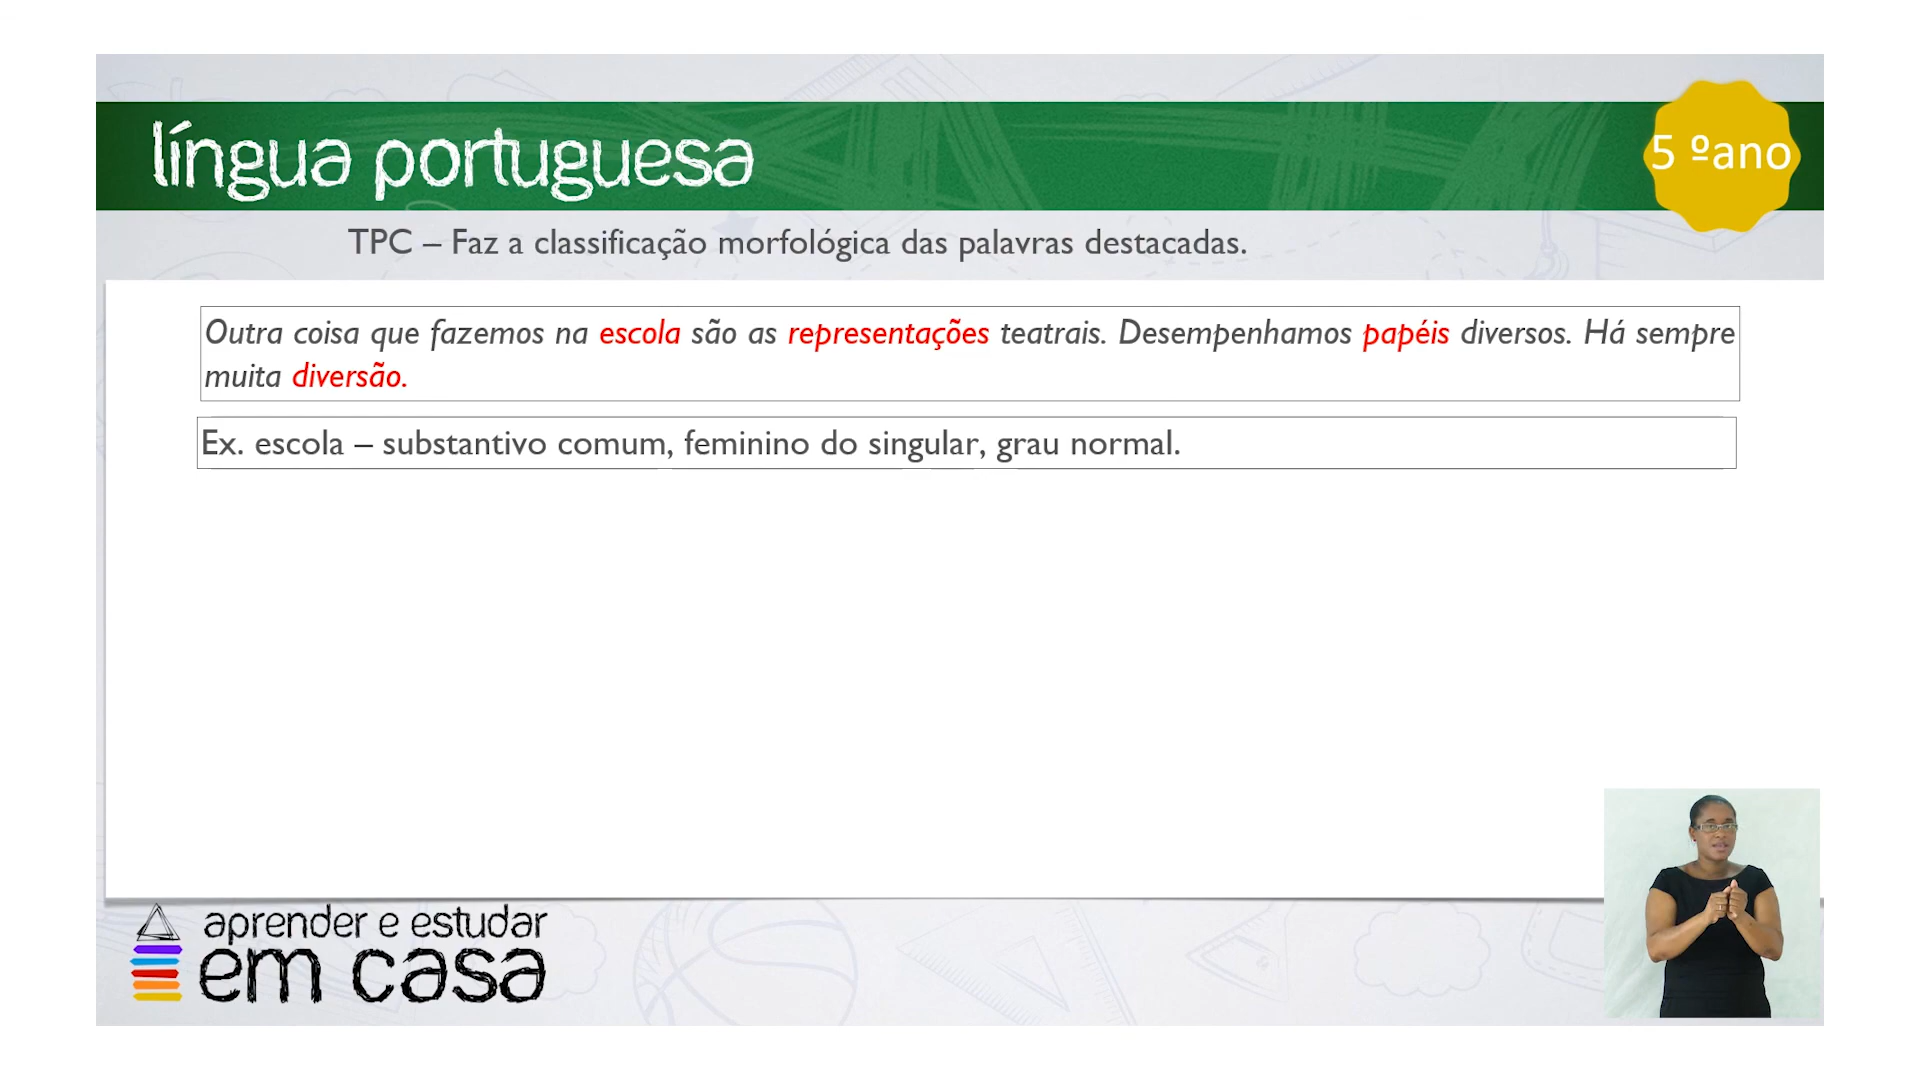 língua portuguesa
5 ºano
TPC – Faz a classificação morfológica das palavras destacadas.
Outra coisa que fazemos na escola são as representações teatrais. Desempenhamos papéis diversos. Há sempre
muita diversão.
Ex. escola – substantivo comum, feminino do singular, grau normal.
aprender e estudar
em casa